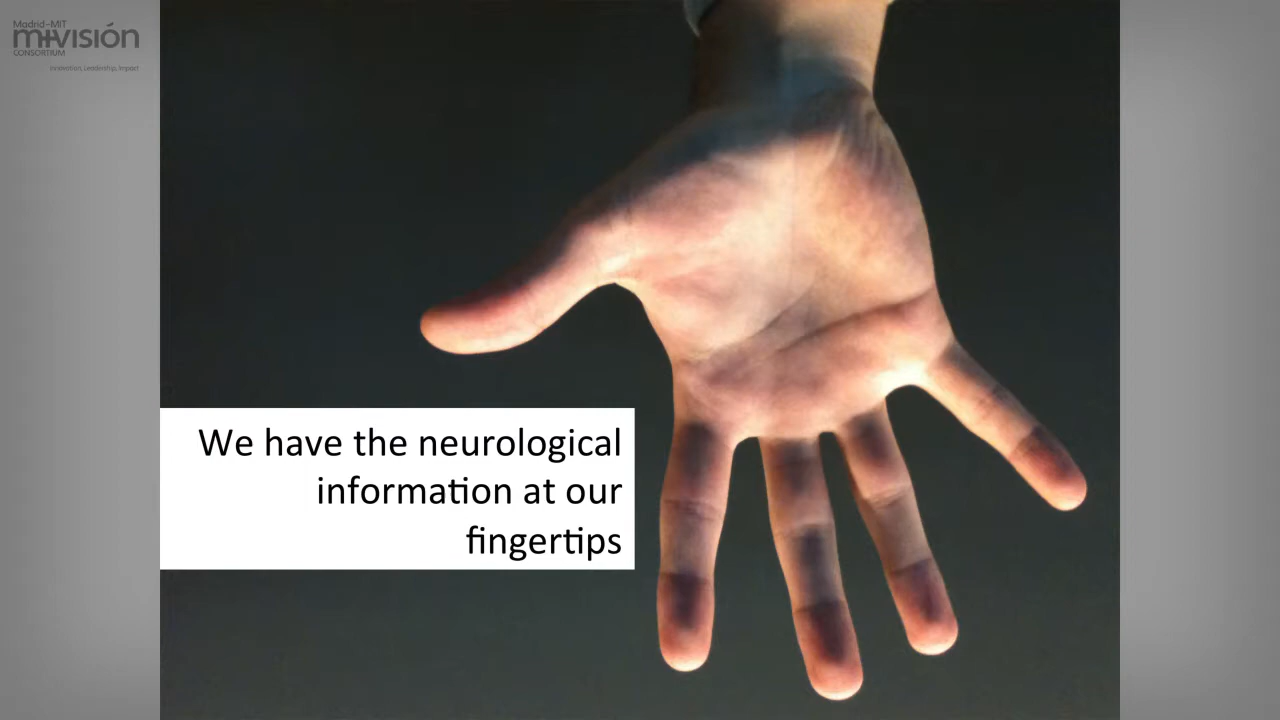 Madrid-MIT
m+visión
CONSORTIUM
Innovation, Leadership, Impact
We have the neurological
information at our
fingertips